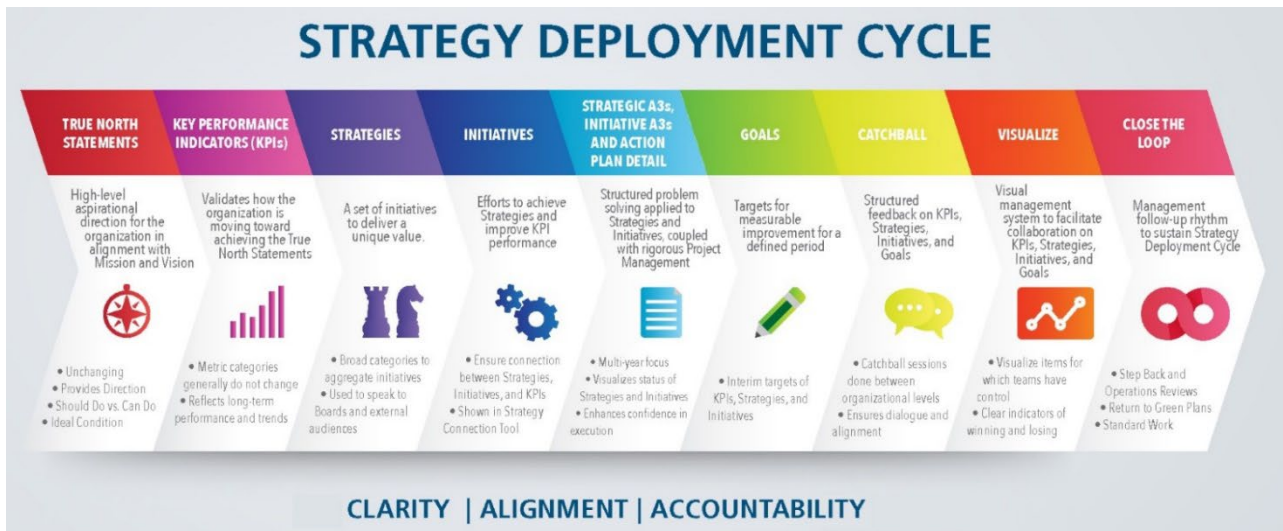 STRATEGY DEPLOYMENT CYCLE
TRUE NORTH
STATEMENTS
High-level
aspirational
direction for the
organization in
alignment with
Mission and Vision
• Unchanging
• Provides Direction
• Should Do vs. Can Do
• Ideal Condition
KEY PERFORMANCE
INDICATORS (KPIs)
Validates how the
organization is
moving toward
achieving the True
North Statements
• Metric categories
generally do not change
• Reflects long-term
performance and trends
STRATEGIES
A set of initiatives
to deliver a
unique value.
• Broad categories to
aggregate initiatives
• Used to speak to
Boards and external
audiences
INITIATIVES
Efforts to achieve
Strategies and
improve KPI
performance
• Ensure connection
between Strategies,
Initiatives, and KPIs
• Shown in Strategy
Connection Tool
STRATEGIC A3s,
INITIATIVE A3s
AND ACTION
PLAN DETAIL
Structured problem
solving applied to
Strategies and
Initiatives, coupled
with rigorous Project
Management
• Multi-year focus
• Visualizes status of
Strategies and Initiatives
• Enhances confidence in
execution
GOALS
Targets for
measurable
improvement for a
defined period
• Interim targets of
KPIs, Strategies, and
Initiatives
CATCHBALL
Structured
feedback on KPIs,
Strategies,
Initiatives, and
Goals
• Catchball sessions
done between
organizational levels
• Ensures dialogue and
alignment
VISUALIZE
Visual
management
system to facilitate
collaboration on
KPIs, Strategies,
Initiatives, and
Goals
• Visualize items for
which teams have
control
• Clear indicators of
winning and losing
CLOSE THE
LOOP
Management
follow-up rhythm
to sustain Strategy
Deployment Cycle
• Step Back and
Operations Reviews
• Return to Green Plans
• Standard Work
CLARITY | ALIGNMENT | ACCOUNTABILITY